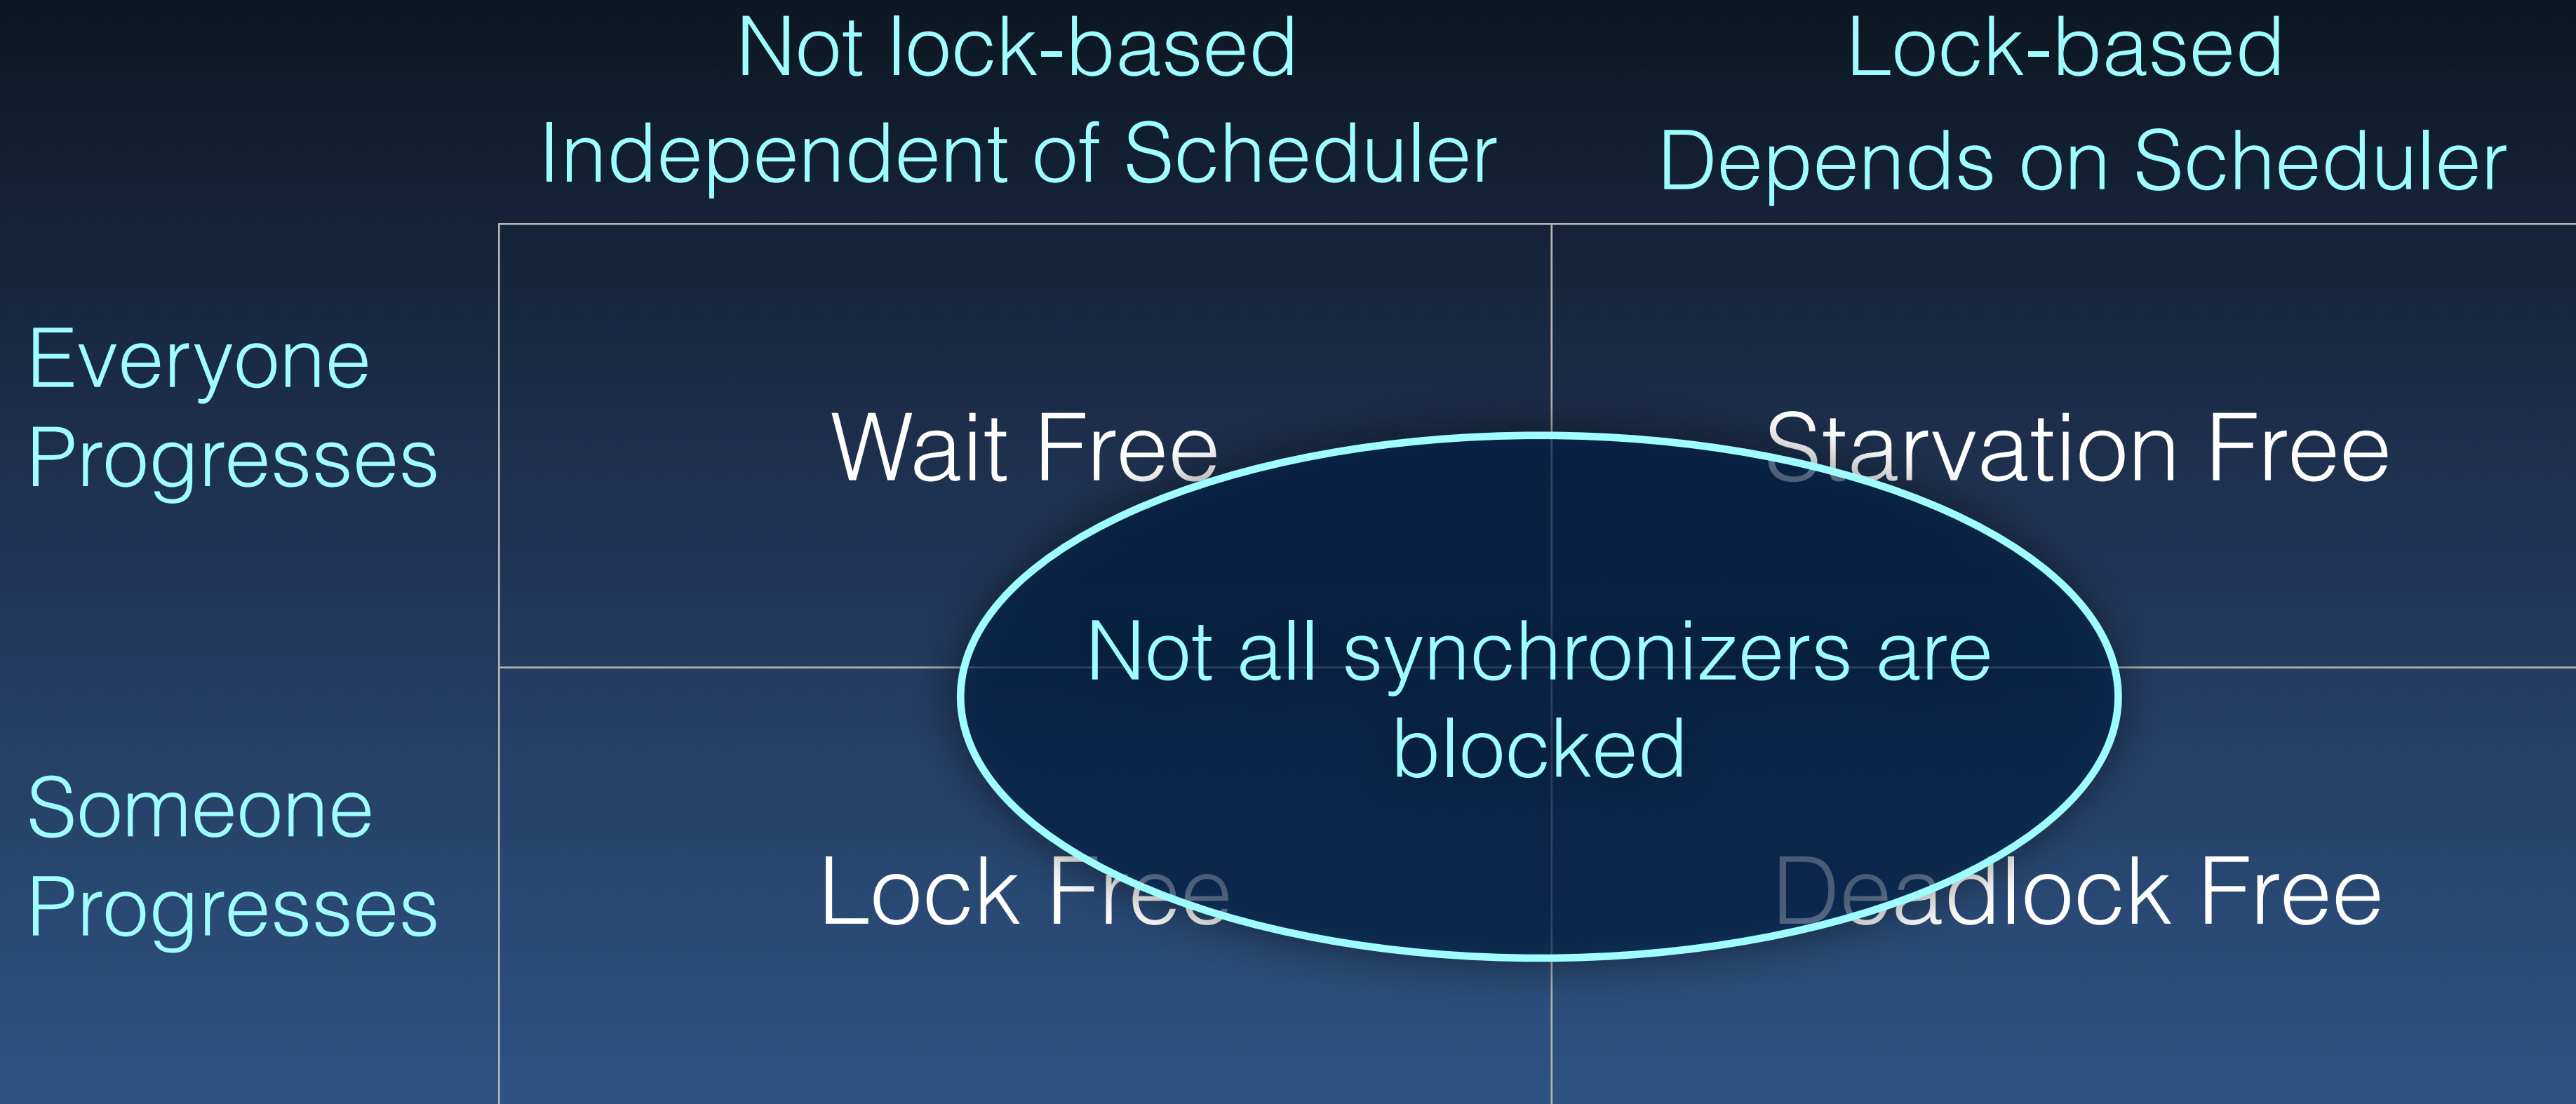 Not lock-based
Independent of Scheduler
Lock-based
Depends on Scheduler
Everyone
Progresses
Wait Free
Starvation Free
Not all synchronizers are
blocked
Someone
Progresses
Lock Free
Deadlock Free